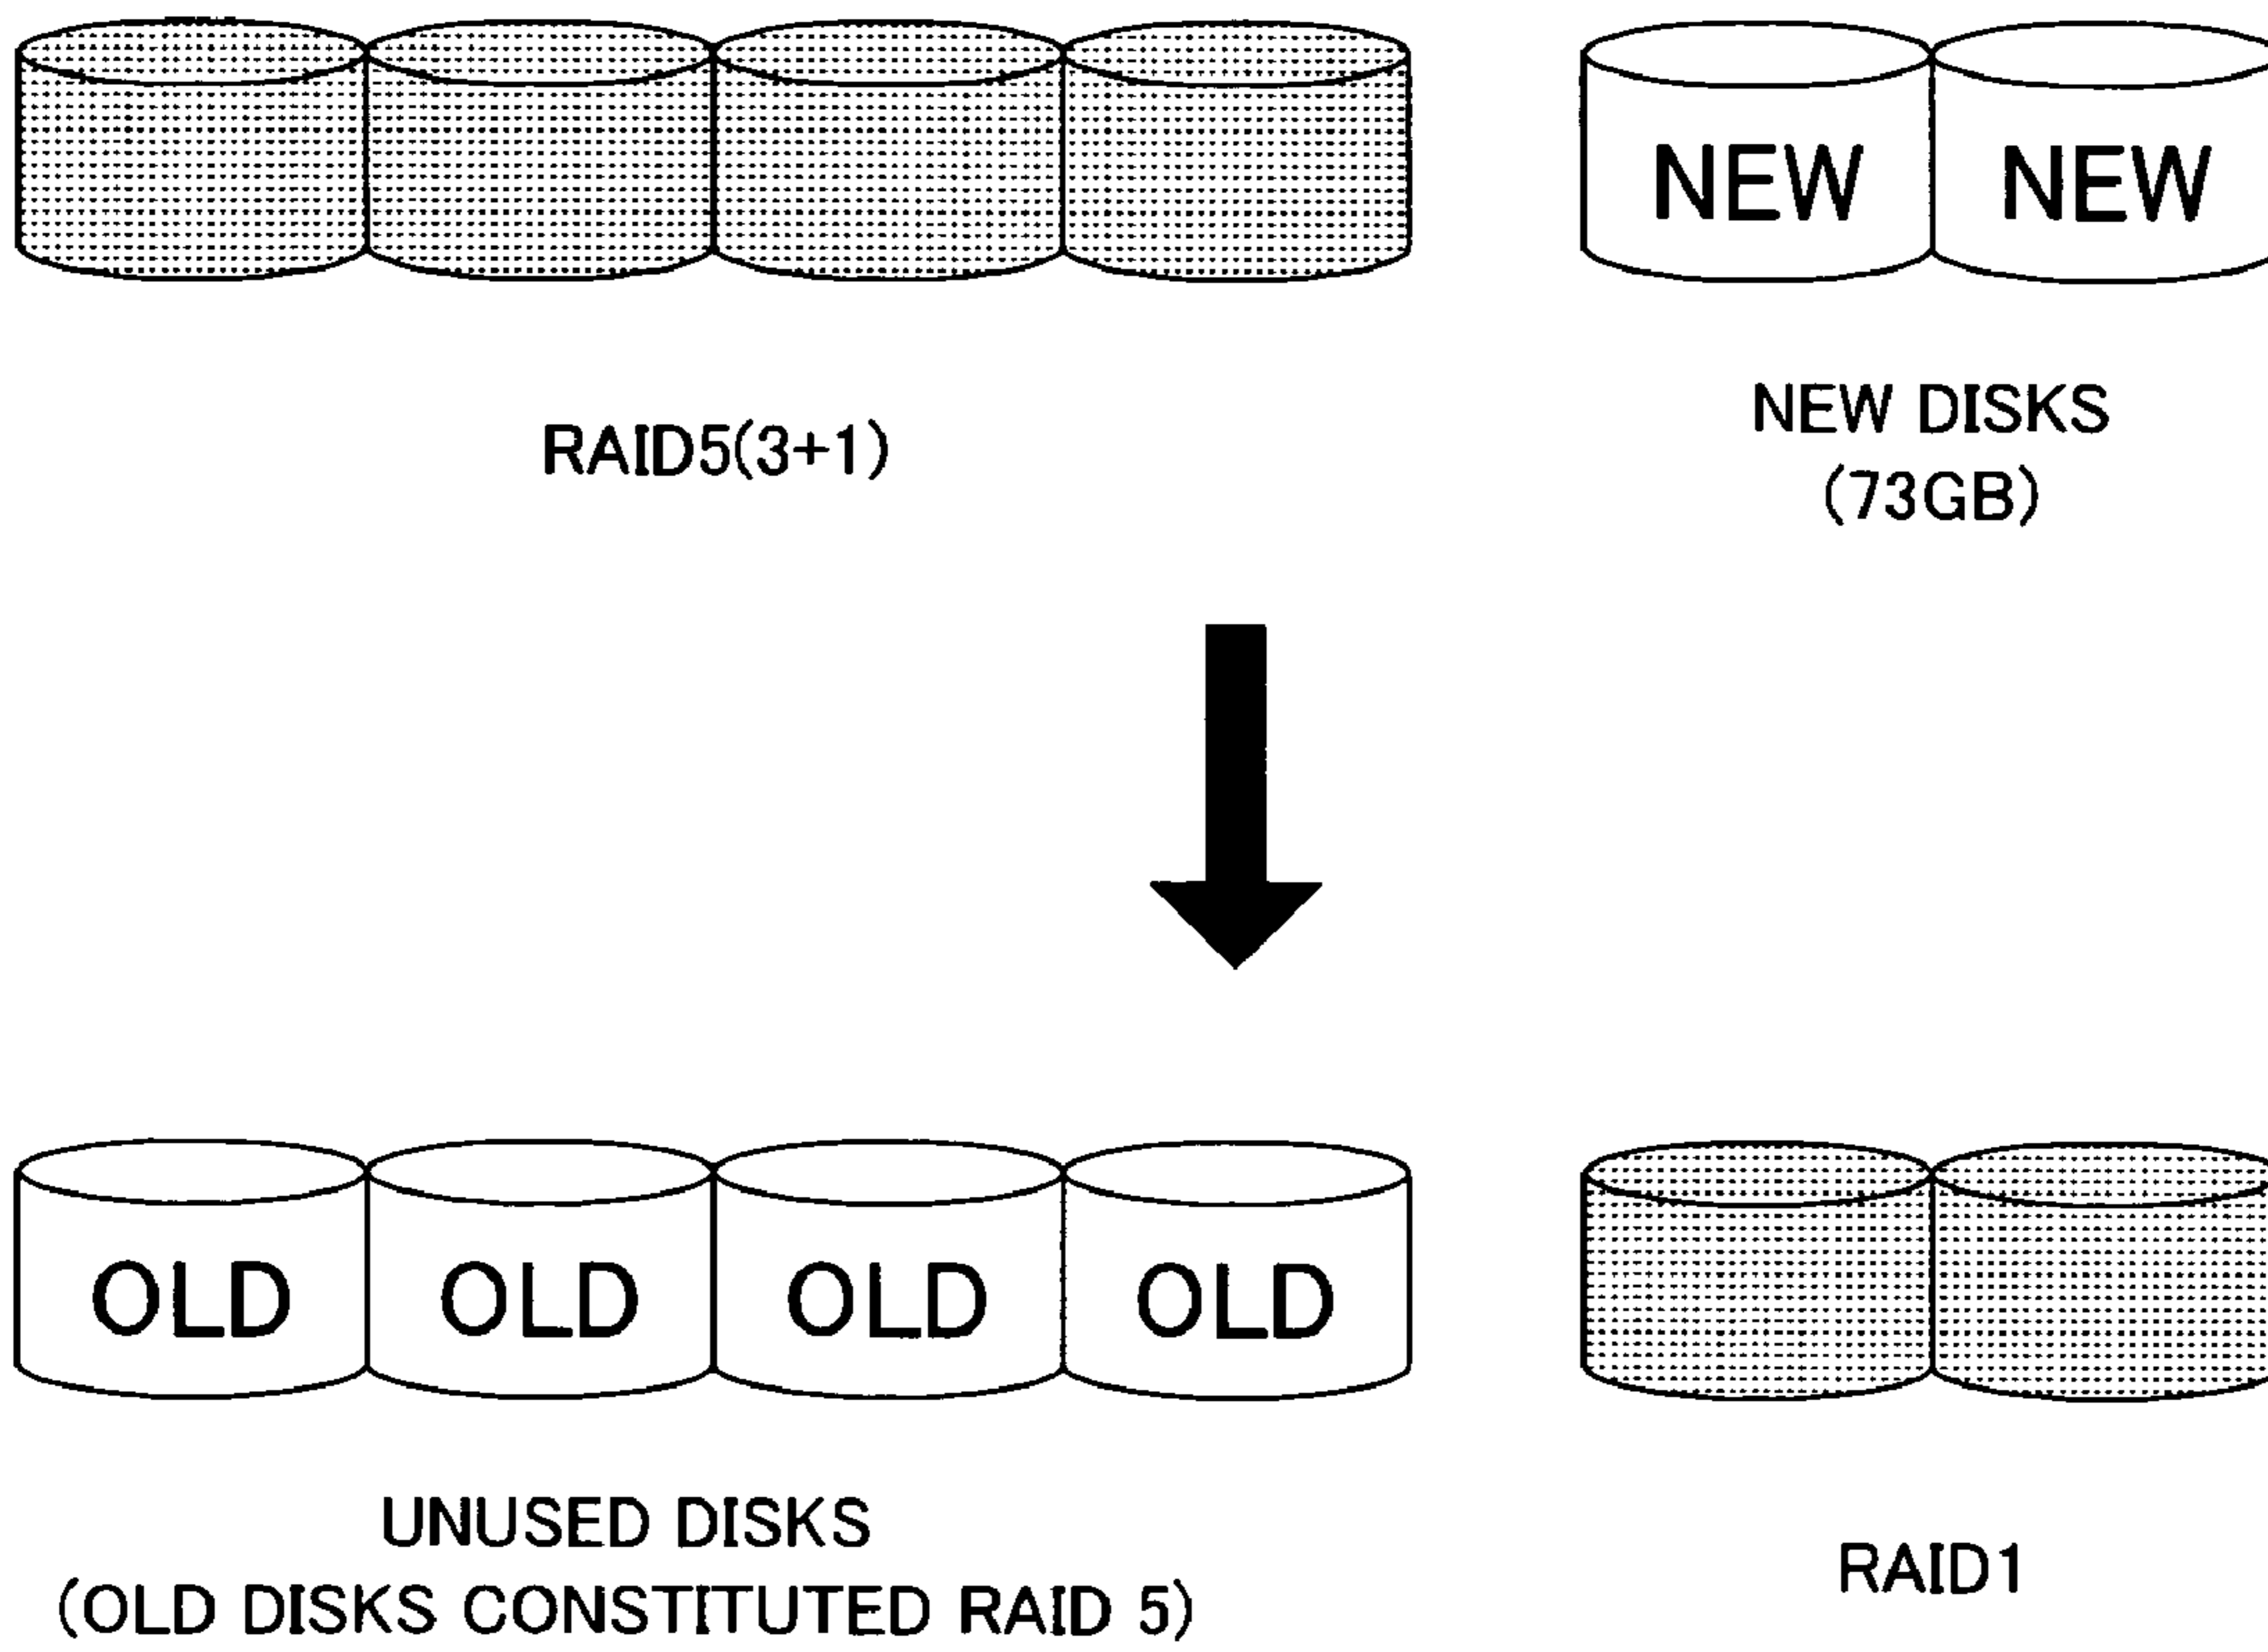 NEW NEW
RAID5(3+1)
NEW DISKS
(73GB)
OLD OLD OLD OLD
UNUSED DISKS
(OLD DISKS CONSTITUTED RAID 5)
RAID1